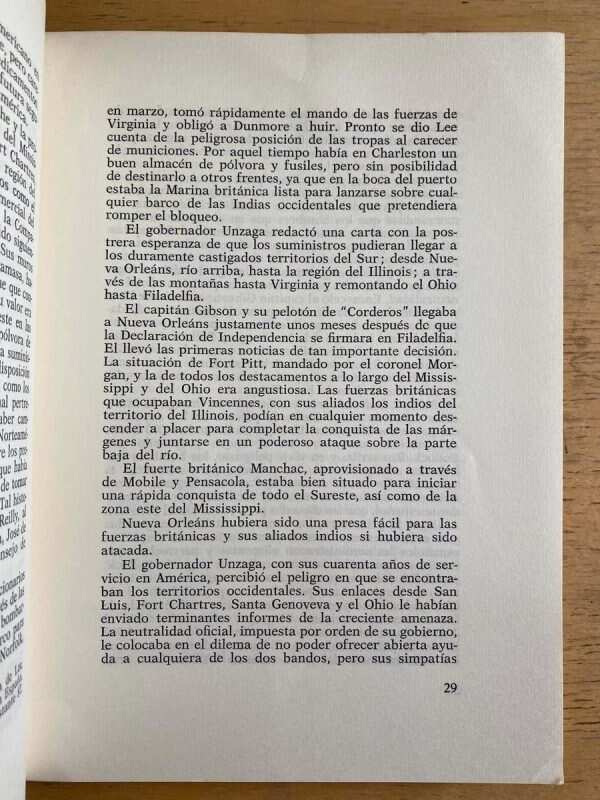 en marzo, tomó rápidamente el mando de las fuerzas de
Virginia y obligó a Dunmore a huir. Pronto se dio Lee
cuenta de la peligrosa posición de las tropas al carecer
de municiones. Por aquel tiempo había en Charleston un
buen almacén de pólvora y fusiles, pero sin posibilidad
de destinarlo a otros frentes, ya que en la boca del puerto
estaba la Marina británica lista para lanzarse sobre cual-
quier barco de las Indias occidentales que pretendiera
romper el bloqueo.
El gobernador Unzaga redactó una carta con la pos-
trera esperanza de que los suministros pudieran llegar a
los duramente castigados territorios del Sur; desde Nue-
va Orleáns, río arriba, hasta la región del Illinois; a tra-
vés de las montañas hasta Virginia y remontando el Ohio
hasta Filadelfia.
El capitán Gibson y su pelotón de “Corderos” llegaba
a Nueva Orleáns justamente unos meses después de que
la Declaración de Independencia se firmara en Filadelfia.
El llevó las primeras noticias de tan importante decisión.
La situación de Fort Pitt, mandado por el coronel Mor-
gan, y la de todos los destacamentos a lo largo del Missis-
sippi y del Ohio era angustiosa. Las fuerzas británicas
que ocupaban Vincennes, con sus aliados los indios del
territorio del Illinois, podían en cualquier momento des-
cender a placer para completar la conquista de las már-
genes y juntarse en un poderoso ataque sobre la parte
baja del río.
El fuerte británico Manchac, aprovisionado a través
de Mobile y Pensacola, estaba bien situado para iniciar
una rápida conquista de todo el Sureste, así como de la
zona este del Mississippi.
Nueva Orleáns hubiera sido una presa fácil para las
fuerzas británicas y sus aliados indios si hubiera sido
atacada.
El gobernador Unzaga, con sus cuarenta años de ser-
vicio en América, percibió el peligro en que se encontra-
ban los territorios occidentales. Sus enlaces desde San
Luis, Fort Chartres, Santa Genoveva y el Ohio le habían
enviado terminantes informes de la creciente amenaza.
La neutralidad oficial, impuesta por orden de su gobierno,
le colocaba en el dilema de no poder ofrecer abierta ayu-
da a cualquiera de los dos bandos, pero sus simpatías
29